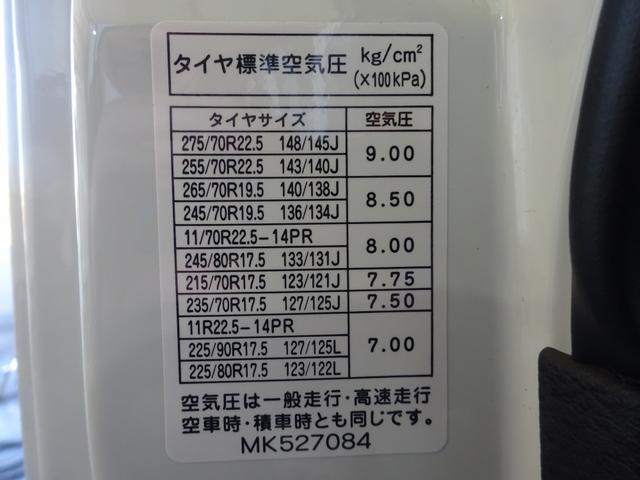 タイヤ標準空気圧 kg/cm²
(×100kPa)
タイヤサイズ 空気圧
275/70R22.5 148/145J 9.00
255/70R22.5 143/140J
265/70R19.5 140/138J 8.50
245/70R19.5 136/134J
11/70R22.5-14PR 8.00
245/80R17.5 133/131J
215/70R17.5 123/121J 7.75
235/70R17.5 127/125J 7.50
11R22.5-14PR 7.00
225/90R17.5 127/125L
225/80R17.5 123/122L
空気圧は一般走行・高速走行
空車時・積車時とも同じです。
MK527084